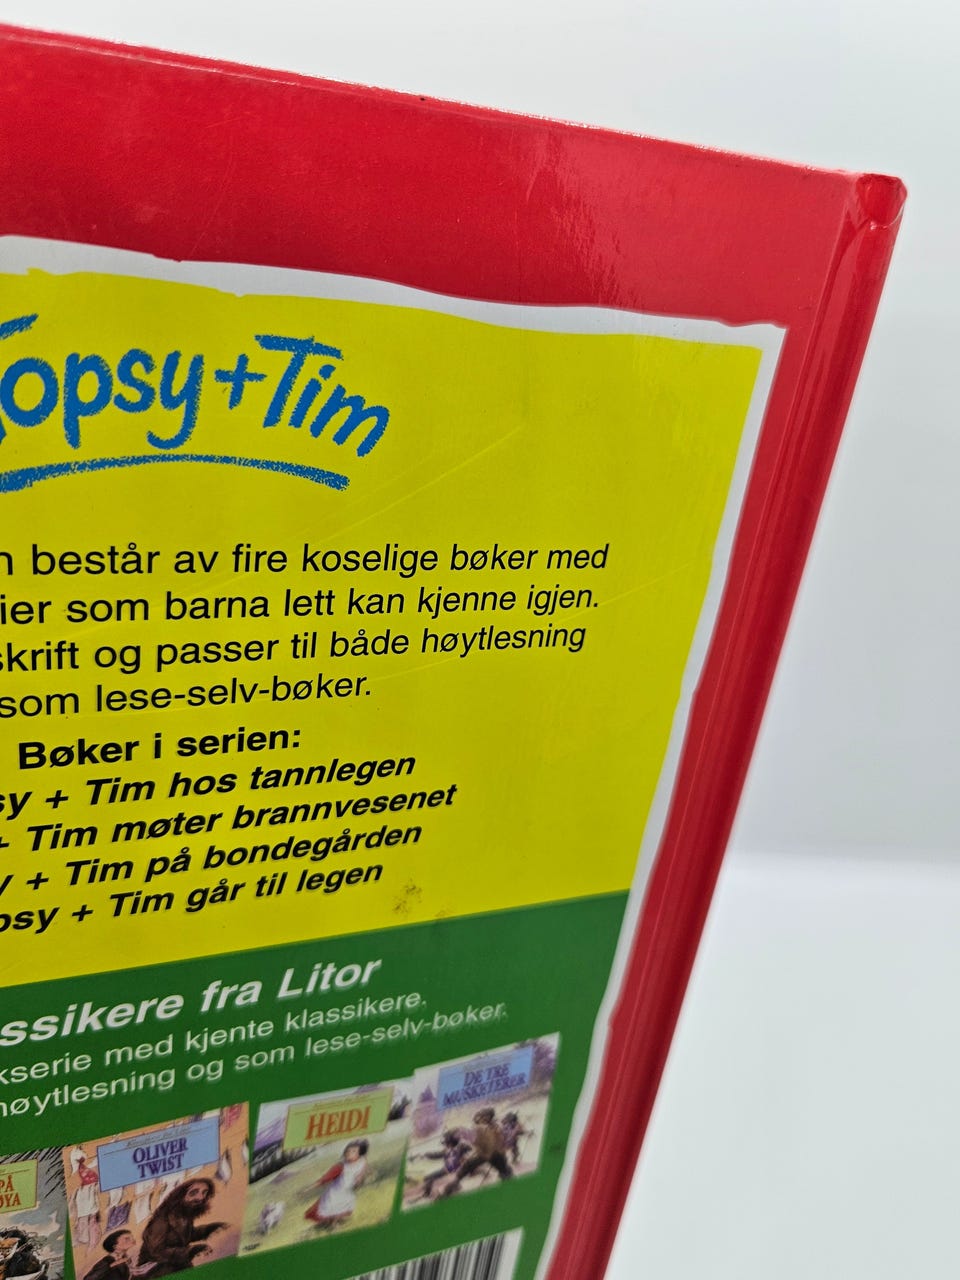 Topsy+Tim
består av fire koselige bøker med
som barna lett kan kjenne igjen.
skrift og passer til både høytlesning
som lese-selv-bøker.
Bøker i serien:
sy + Tim hos tannlegen
+ Tim møter brannvesenet
y + Tim på bondegården
psy + Tim går til legen
ssikere fra Litor
kserie med kjente klassikere.
høytlesning og som lese-selv-bøker.
PÅ
ØYA
OLIVER
TWIST
HEIDI
DE TRE
MUSKETERER